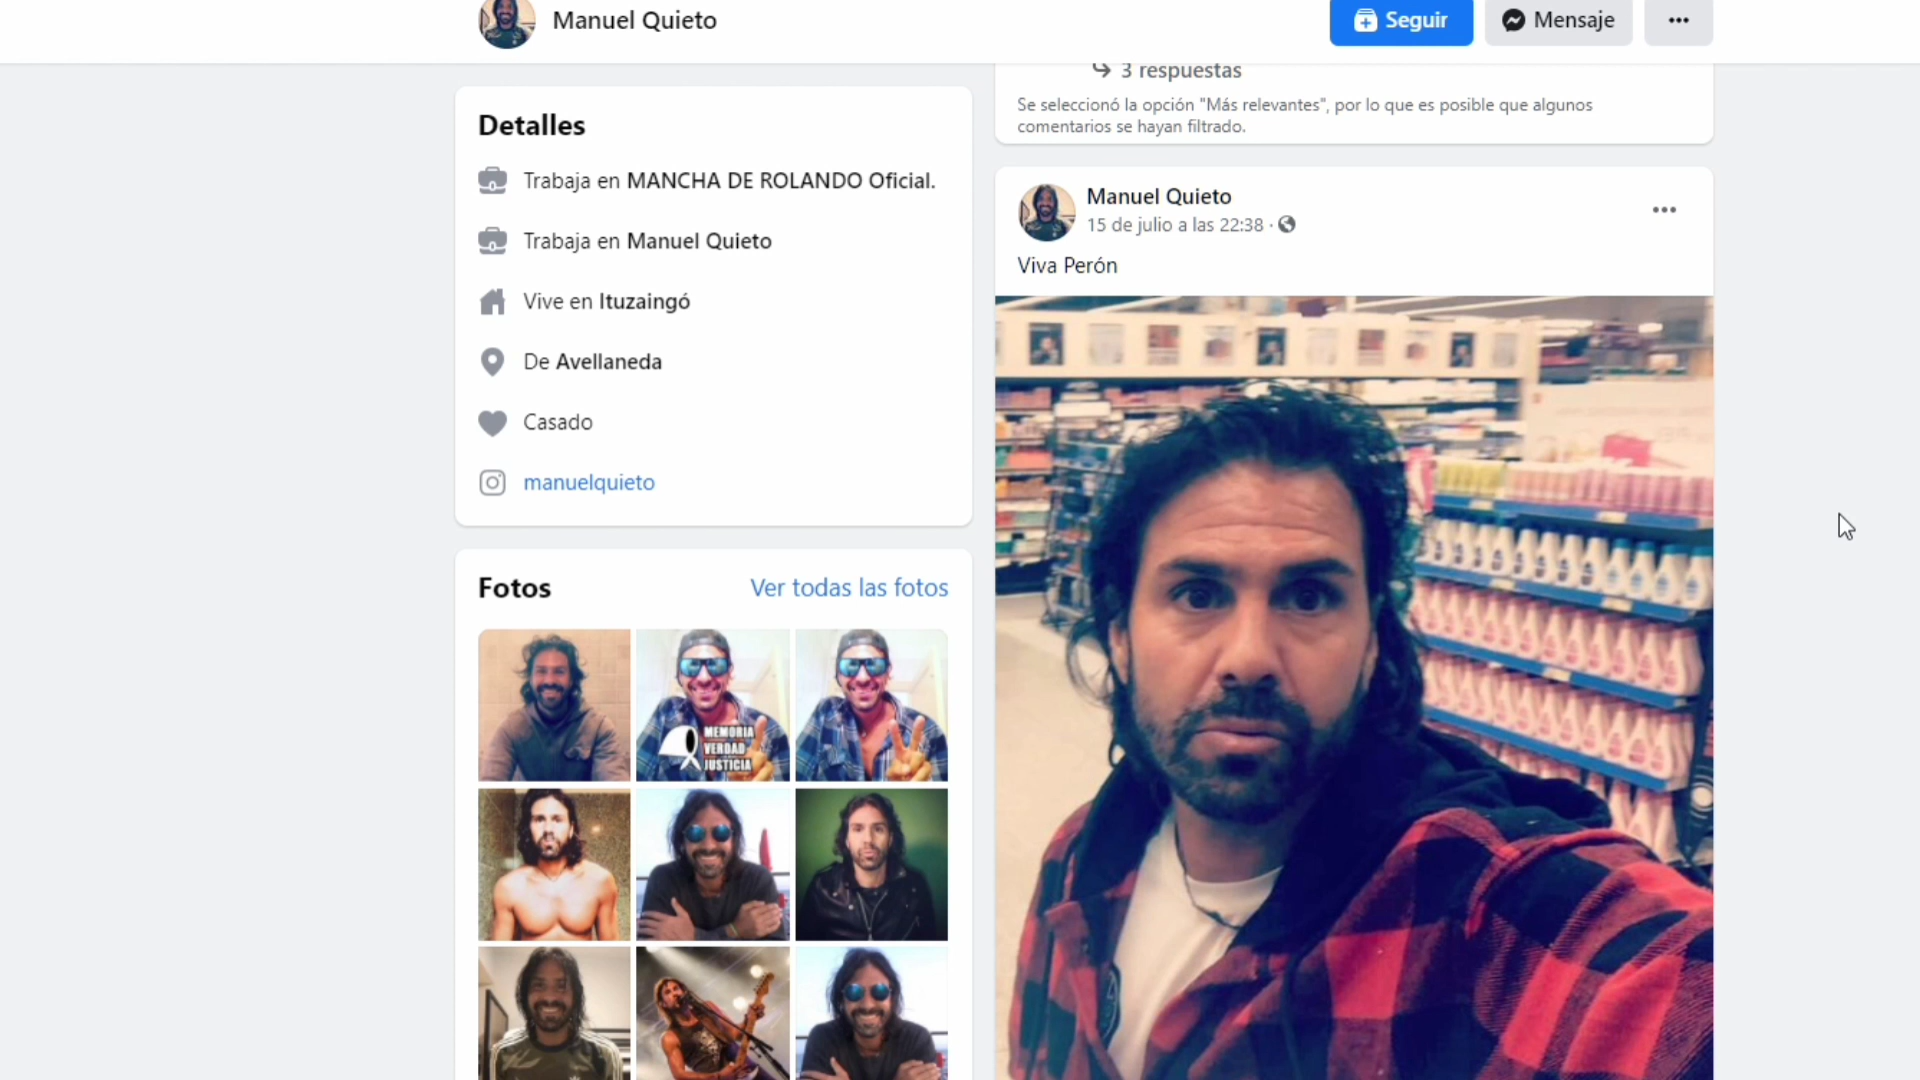 Manuel Quieto
Seguir
Mensaje
3 respuestas
Se seleccionó la opción "Más relevantes", por lo que es posible que algunos
comentarios se hayan filtrado.
Detalles
Trabaja en MANCHA DE ROLANDO Oficial.
Trabaja en Manuel Quieto
Vive en Ituzaingó
De Avellaneda
Casado
manuelquieto
Fotos
Ver todas las fotos
MEMORIA
VERDAD
JUSTICIA
Manuel Quieto
15 de julio a las 22:38 ·
Viva Perón